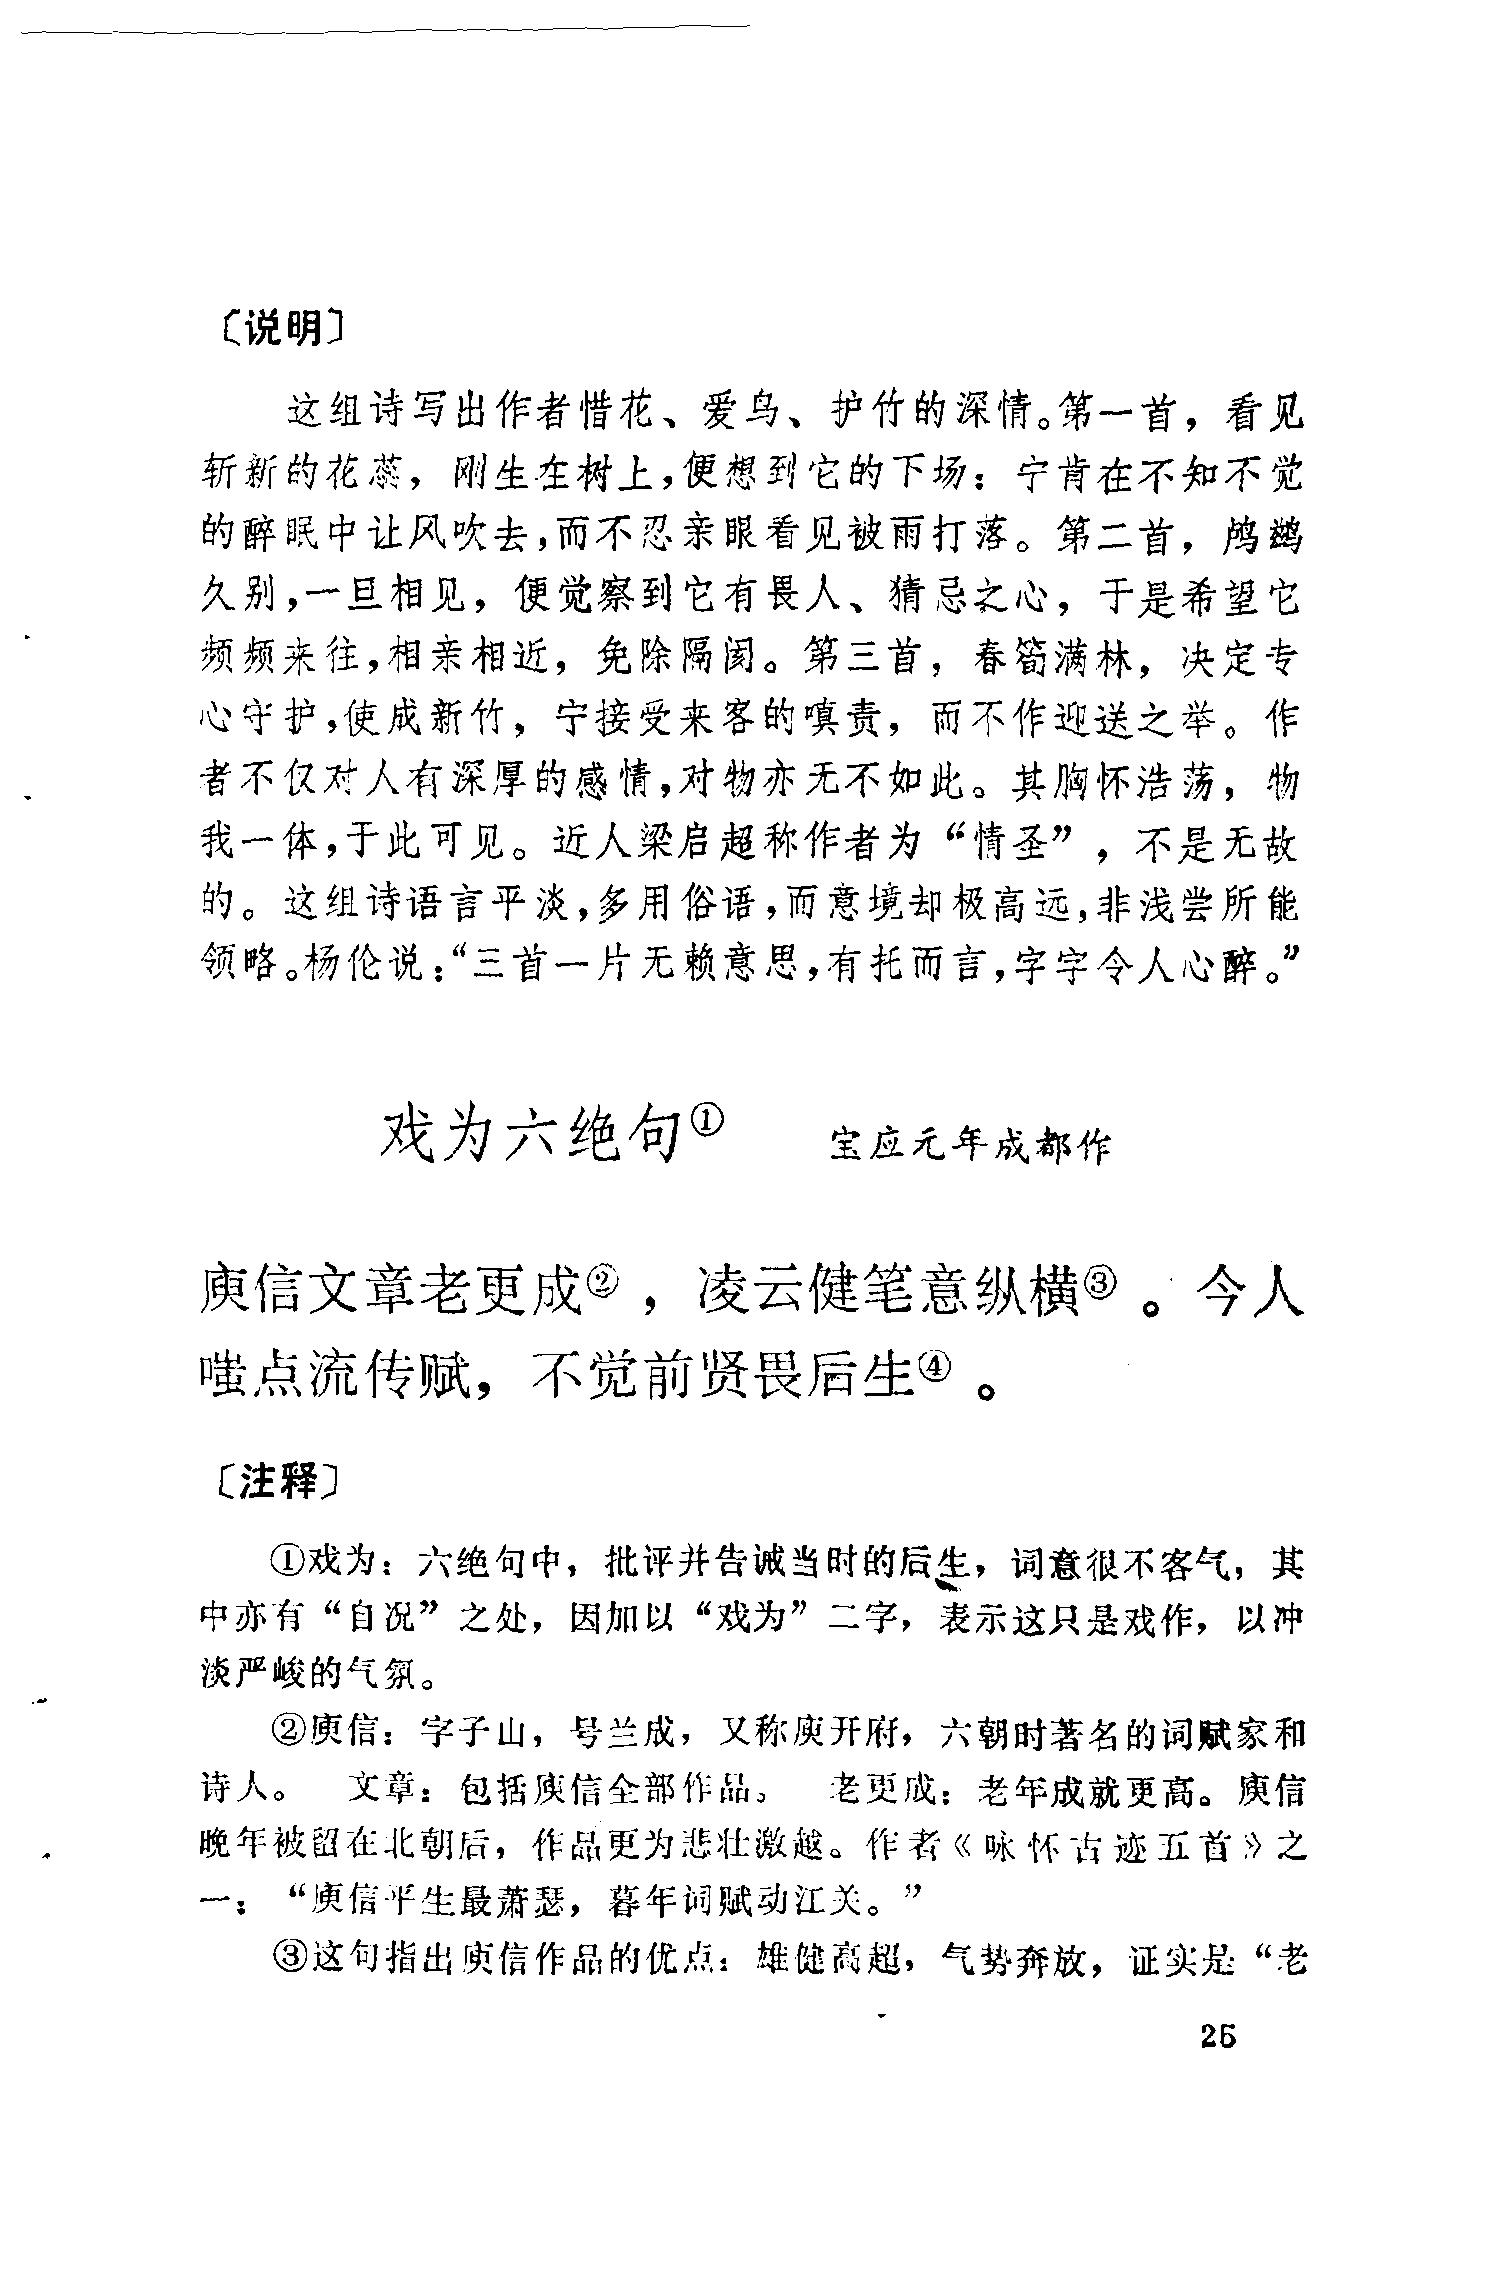 〔说明〕
这组诗写出作者惜花、爱鸟、护竹的深情。第一首，看见
斩新的花蕊，刚生在树上，便想到它的下场：宁肯在不知不觉
的醉眠中让风吹去，而不忍亲眼看见被雨打落。第二首，鸬鹚
久别，一旦相见，便觉察到它有畏人、猜忌之心，于是希望它
频频来往，相亲相近，免除隔阂。第三首，春笋满林，决定专
心守护，使成新竹，宁接受来客的嗔责，而不作迎送之举。作
者不仅对人有深厚的感情，对物亦无不如此。其胸怀浩荡，物
我一体，于此可见。近人梁启超称作者为“情圣”，不是无故
的。这组诗语言平淡，多用俗语，而意境却极高远，非浅尝所能
领略。杨伦说：“三首一片无赖意思，有托而言，字字令人心醉。”
戏为六绝句① 宝应元年成都作
庾信文章老更成②，凌云健笔意纵横③。今人
嗤点流传赋，不觉前贤畏后生④。
〔注释〕
①戏为：六绝句中，批评并告诫当时的后生，词意很不客气，其
中亦有“自况”之处，因加以“戏为”二字，表示这只是戏作，以冲
淡严峻的气氛。
②庾信：字子山，号兰成，又称庾开府，六朝时著名的词赋家和
诗人。 文章：包括庾信全部作品。 老更成：老年成就更高。庾信
晚年被留在北朝后，作品更为悲壮激越。作者《咏怀古迹五首》之
一：“庾信平生最萧瑟，暮年词赋动江关。”
③这句指出庾信作品的优点：雄健高超，气势奔放，证实是“老
25